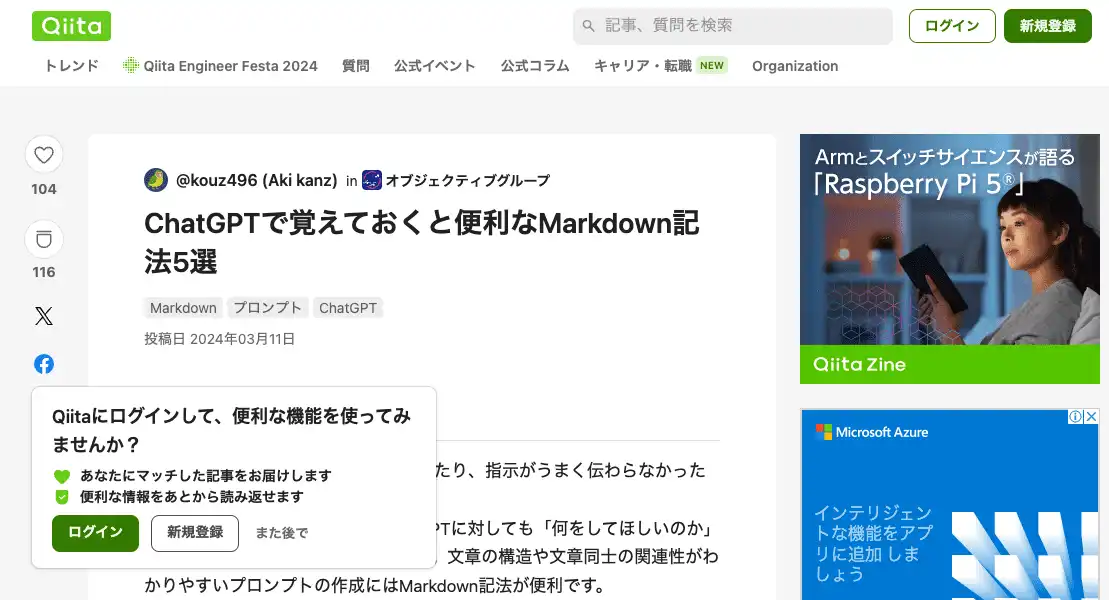 Qiita
記事、質問を検索
ログイン
新規登録
トレンド
Qiita Engineer Festa 2024
質問
公式イベント
公式コラム
キャリア・転職 NEW
Organization
104
116
@kouz496 (Aki kanz) in オブジェクティブグループ
ChatGPTで覚えておくと便利なMarkdown記
法5選
Markdown プロンプト ChatGPT
投稿日 2024年03月11日
たり、指示がうまく伝わらなかった
PTに対しても「何をしてほしいのか」
、文章の構造や文章同士の関連性がわ
かりやすいプロンプトの作成にはMarkdown記法が便利です。
Qiitaにログインして、便利な機能を使ってみ
ませんか？
あなたにマッチした記事をお届けします
便利な情報をあとから読み返せます
ログイン
新規登録
また後で
Armとスイッチサイエンスが語る
「Raspberry Pi 5®」
Qiita Zine
Microsoft Azure
インテリジェン
トな機能をアプ
リに追加 しま
しょう